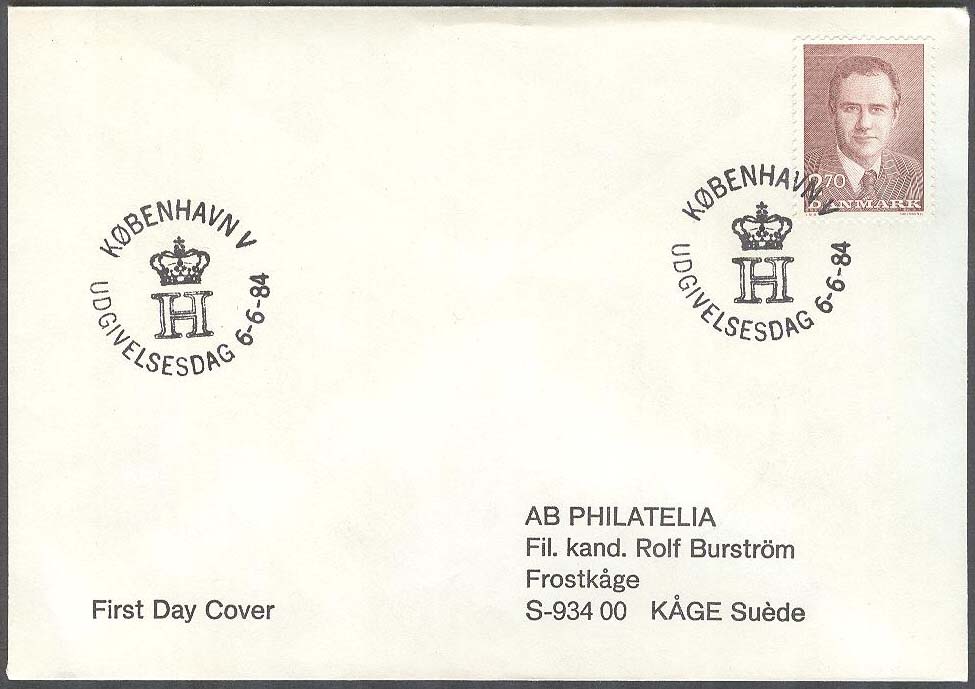 2.70
DANMARK
KØBENHAVN V
H
UDGIVELSESDAG 6-6-84
KØBENHAVN V
H
UDGIVELSESDAG 6-6-84
AB PHILATELIA
Fil. kand. Rolf Burström
Frostkåge
S-934 00 KÅGE Suède
First Day Cover